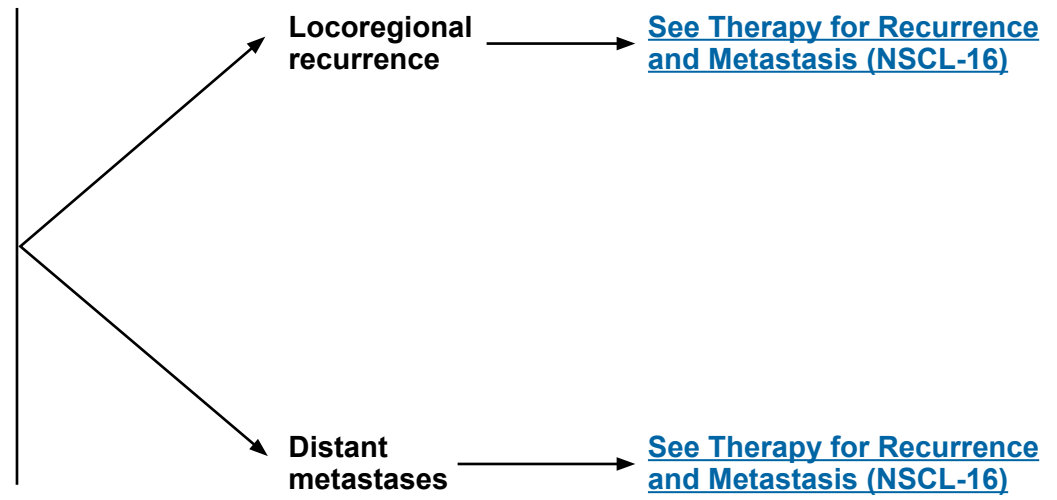 Locoregional
recurrence
See Therapy for Recurrence
and Metastasis (NSCL-16)
Distant
metastases
See Therapy for Recurrence
and Metastasis (NSCL-16)